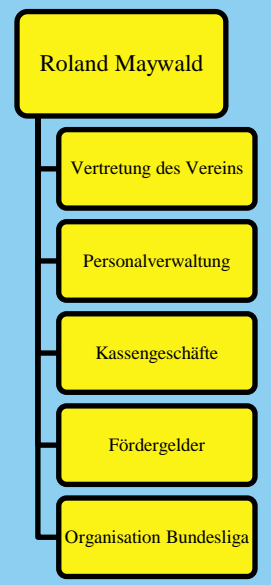 Roland Maywald
Vertretung des Vereins
Personalverwaltung
Kassengeschäfte
Fördergelder
Organisation Bundesliga